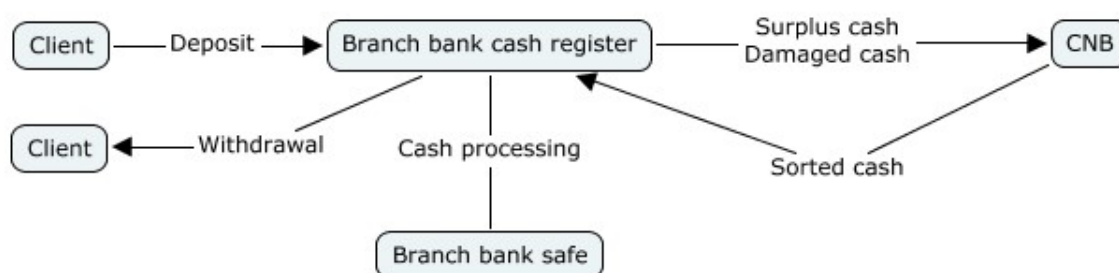 Client
Deposit
Branch bank cash register
Surplus cash
Damaged cash
CNB
Client
Withdrawal
Cash processing
Sorted cash
Branch bank safe